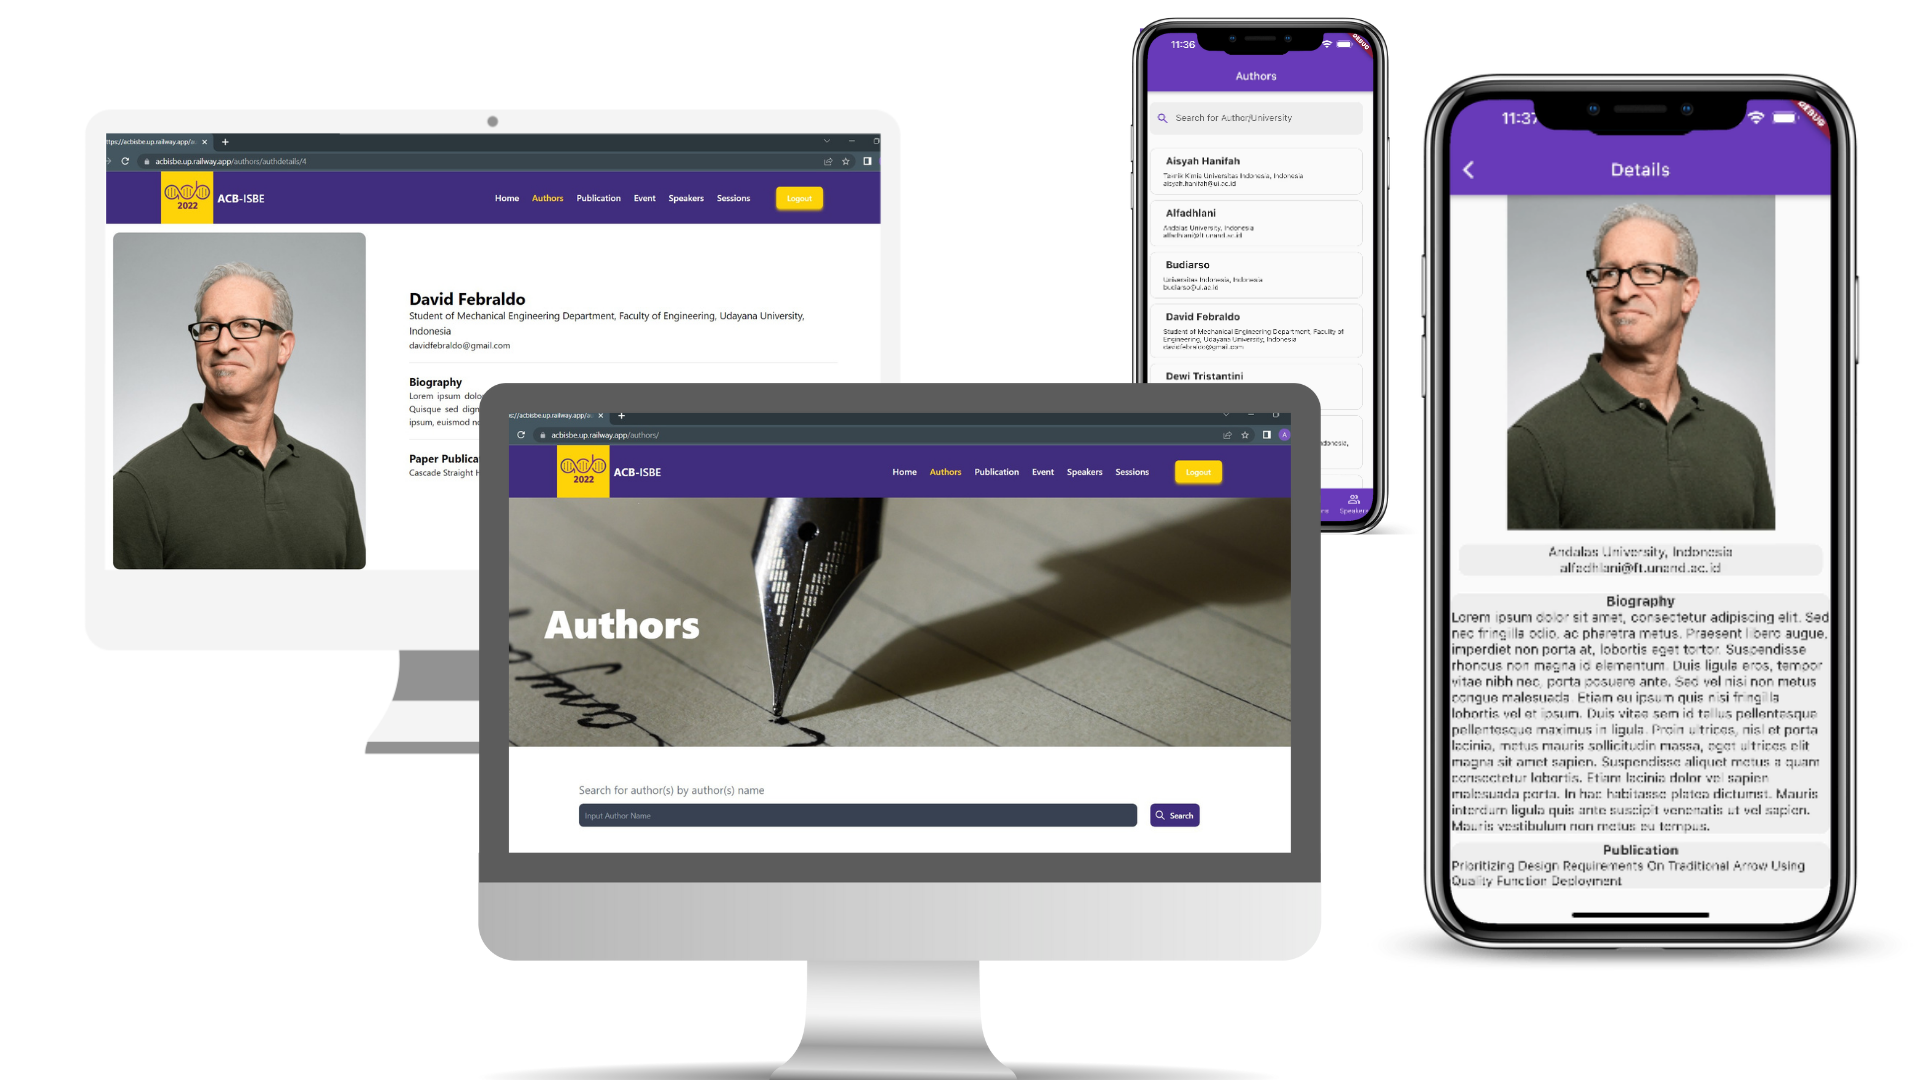 ttps://acbisbe.up.railway.app/a
acbisbe.up.railway.app/authors/authdetails/4
acb
2022
ACB-ISBE
Home
Authors
Publication
Event
Speakers
Sessions
Logout
David Febraldo
Student of Mechanical Engineering Department, Faculty of Engineering, Udayana University,
Indonesia
davidfebraldo@gmail.com
Biography
Lorem ipsum dolo
Quisque sed dign
ipsum, euismod
Paper Publica
Cascade Straight
s://acbisbe.up.railway.app/a
acbisbe.up.railway.app/authors/
A
acb
2022
ACB-ISBE
Home
Authors
Publication
Event
Speakers
Sessions
Logout
Authors
Search for author(s) by author(s) name
Input Author Name
Search
11:36
DEBUG
Authors
Search for Author/University
Aisyah Hanifah
Teknik Kimia Universitas Indonesia, Indonesia
aisyah.hanifah@ui.ac.id
Alfadhlani
Andalas University, Indonesia
alfadhlani@ft.unand.ac.id
Budiarso
Universitas Indonesia, Indonesia
budiarso@ui.ac.id
David Febraldo
Student of Mechanical Engineering Department, Faculty of
Engineering, Udayana University, Indonesia
davidfebraldo@gmail.com
Dewi Tristantini
donesia,
ns
Speakers
11:37
DEBUG
Details
Andalas University, Indonesia
alfadhlani@ft.unand.ac.id
Biography
Lorem ipsum dolor sit amet, consectetur adipiscing elit. Sed
nec fringilla odio, ac pharetra metus. Praesent libero augue,
imperdiet non porta at, lobortis eget tortor. Suspendisse
rhoncus non magna id elementum. Duis ligula eros, tempor
vitae nibh nec, porta posuere ante. Sed vel nisi non metus
congue malesuada. Etiam eu ipsum quis nisi fringilla
lobortis vel et ipsum. Duis vitae sem id tellus pellentesque
pellentesque maximus in ligula. Proin ultrices, nisl et porta
lacinia, metus mauris sollicitudin massa, eget ultrices elit
magna sit amet sapien. Suspendisse aliquet metus a quam
consectetur lobortis. Etiam lacinia dolor vel sapien
malesuada porta. In hac habitasse platea dictumst. Mauris
interdum ligula quis ante suscipit venenatis ut vel sapien.
Mauris vestibulum non metus eu tempus.
Publication
Prioritizing Design Requirements On Traditional Arrow Using
Quality Function Deployment